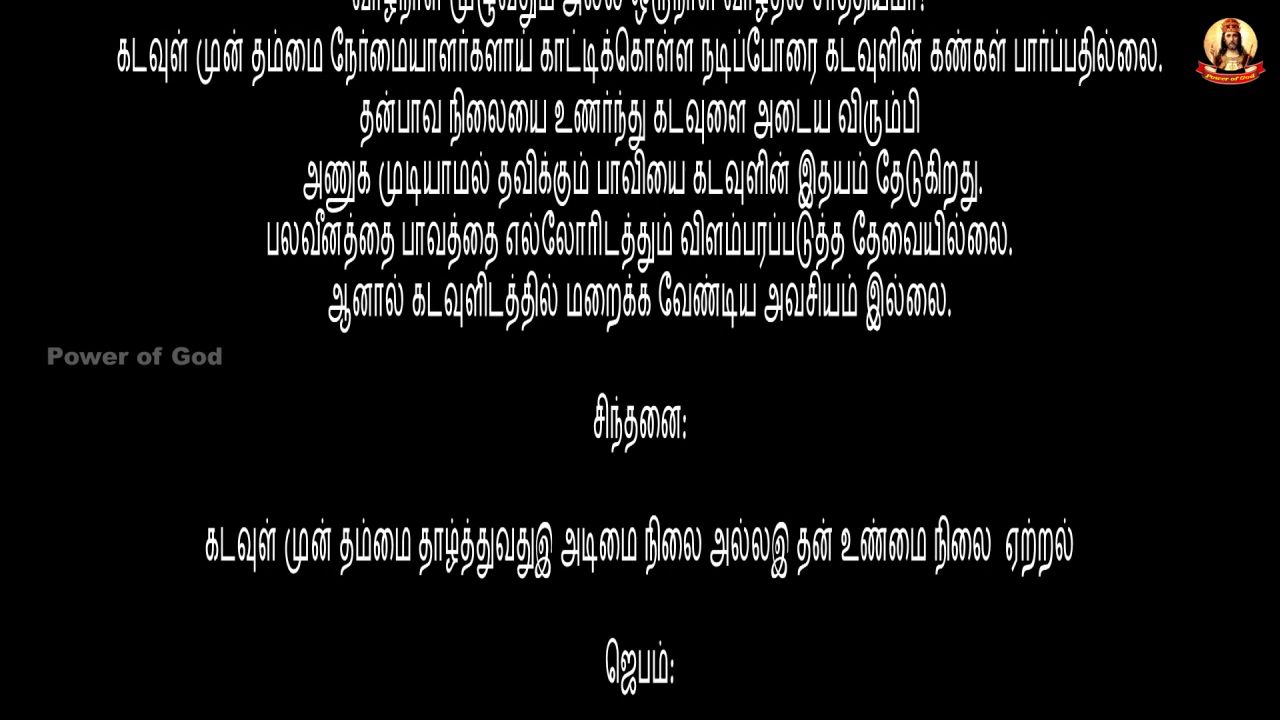 கடவுள் முன் தம்மை நேர்மையாளர்களாய் காட்டிக்கொள்ள நடிப்போரை கடவுளின் கண்கள் பார்ப்பதில்லை.
Power of God
தன்பாவ நிலையை உணர்ந்து கடவுளை அடைய விரும்பி
அணுக முடியாமல் தவிக்கும் பாவியை கடவுளின் இதயம் தேடுகிறது.
பலவீனத்தை பாவத்தை எல்லோரிடத்தும் விளம்பரப்படுத்த தேவையில்லை.
ஆனால் கடவுளிடத்தில் மறைக்க வேண்டிய அவசியம் இல்லை.
Power of God
சிந்தனை:
கடவுள் முன் தம்மை தாழ்த்துவதுஇ அடிமை நிலை அல்லஇ தன் உண்மை நிலை ஏற்றல்
ஜெபம்: